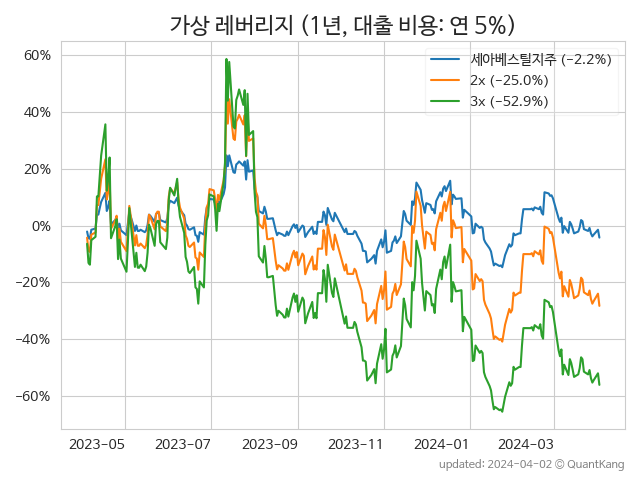 가상 레버리지 (1년, 대출 비용: 연 5%)
60%
40%
20%
0%
−20%
−40%
−60%
세아베스틸지주 (−2.2%)
2x (−25.0%)
3x (−52.9%)
2023-05
2023-07
2023-09
2023-11
2024-01
2024-03
updated: 2024-04-02 © QuantKang